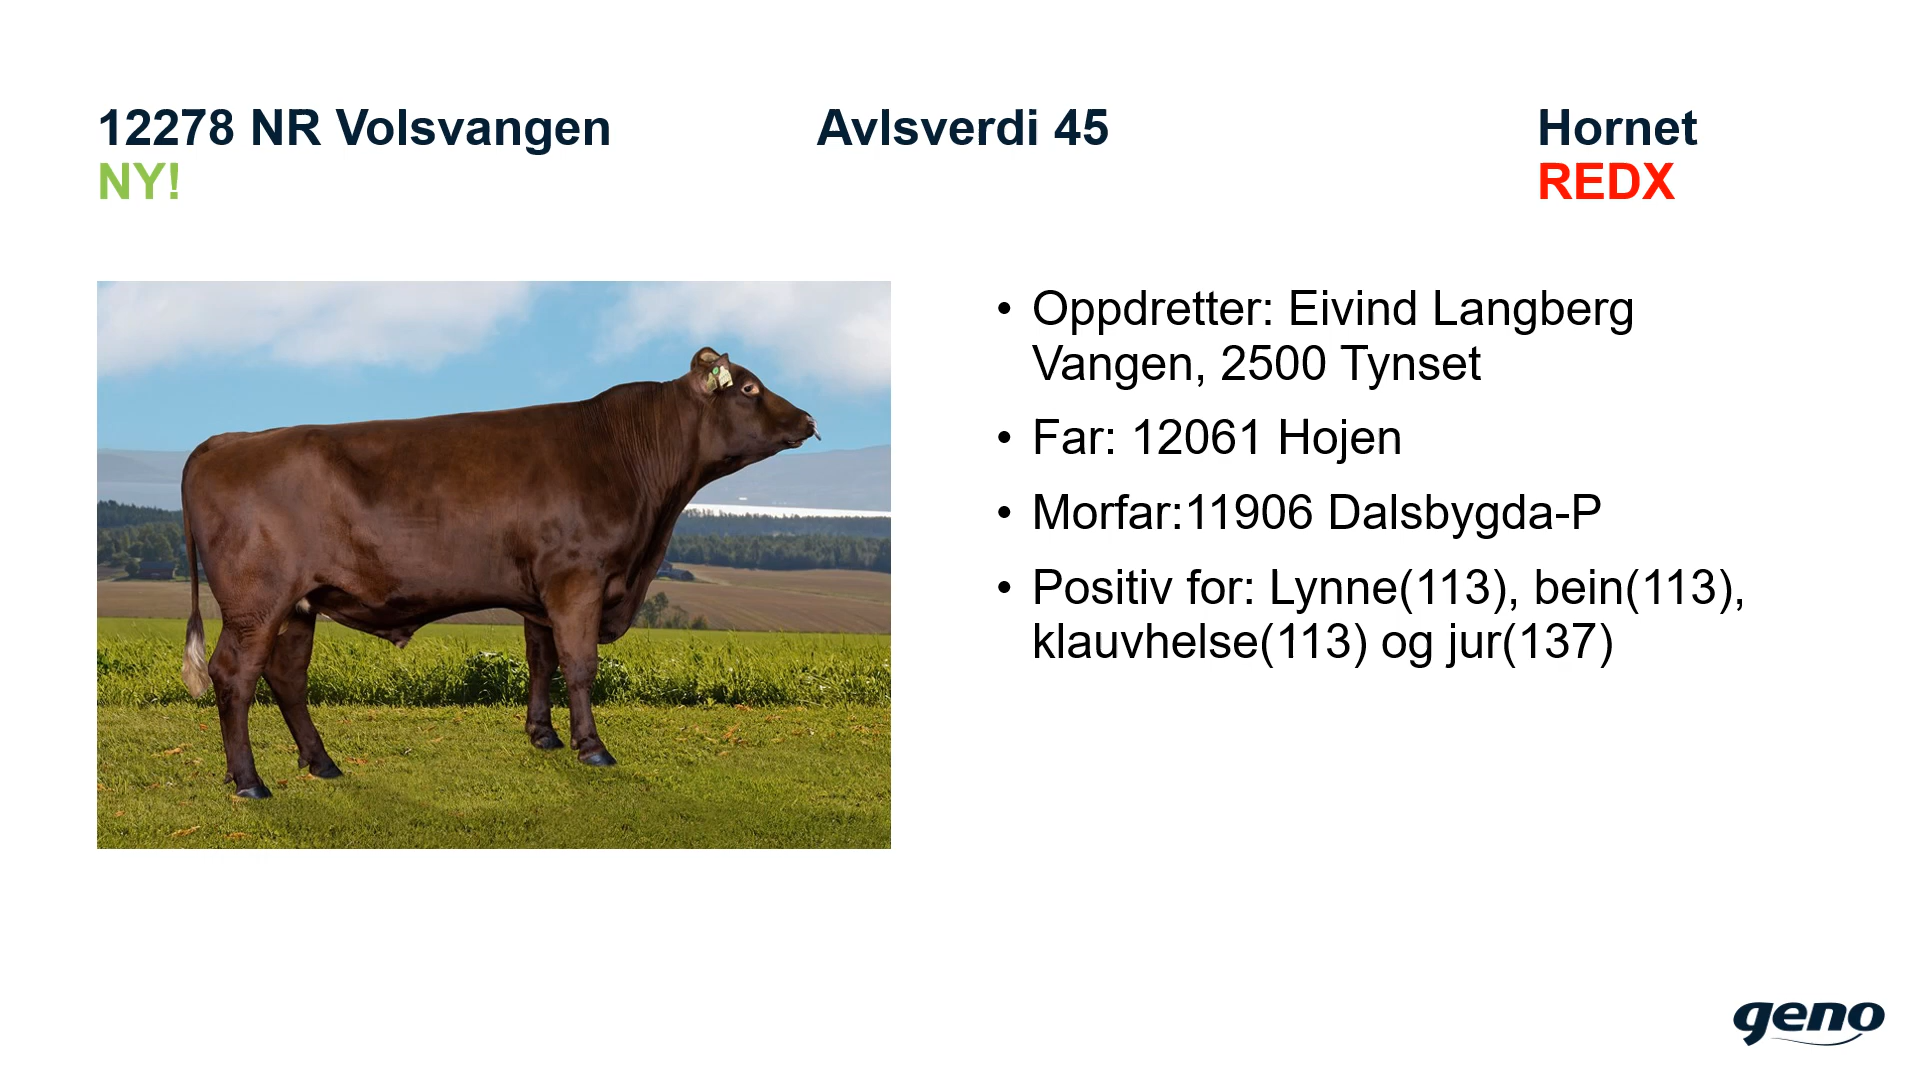 12278 NR Volsvangen
NY!
Avlsverdi 45
Hornet
REDX
• Oppdretter: Eivind Langberg
Vangen, 2500 Tynset
• Far: 12061 Hojen
• Morfar:11906 Dalsbygda-P
• Positiv for: Lynne(113), bein(113),
klauvhelse(113) og jur(137)
geno